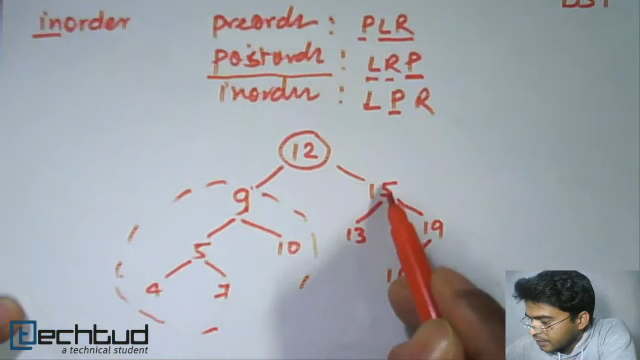 inorder
preorder: PLR
postorder: LRP
inorder: LPR
12
9 15
5 10 13 19
4 7
techtud
a technical student